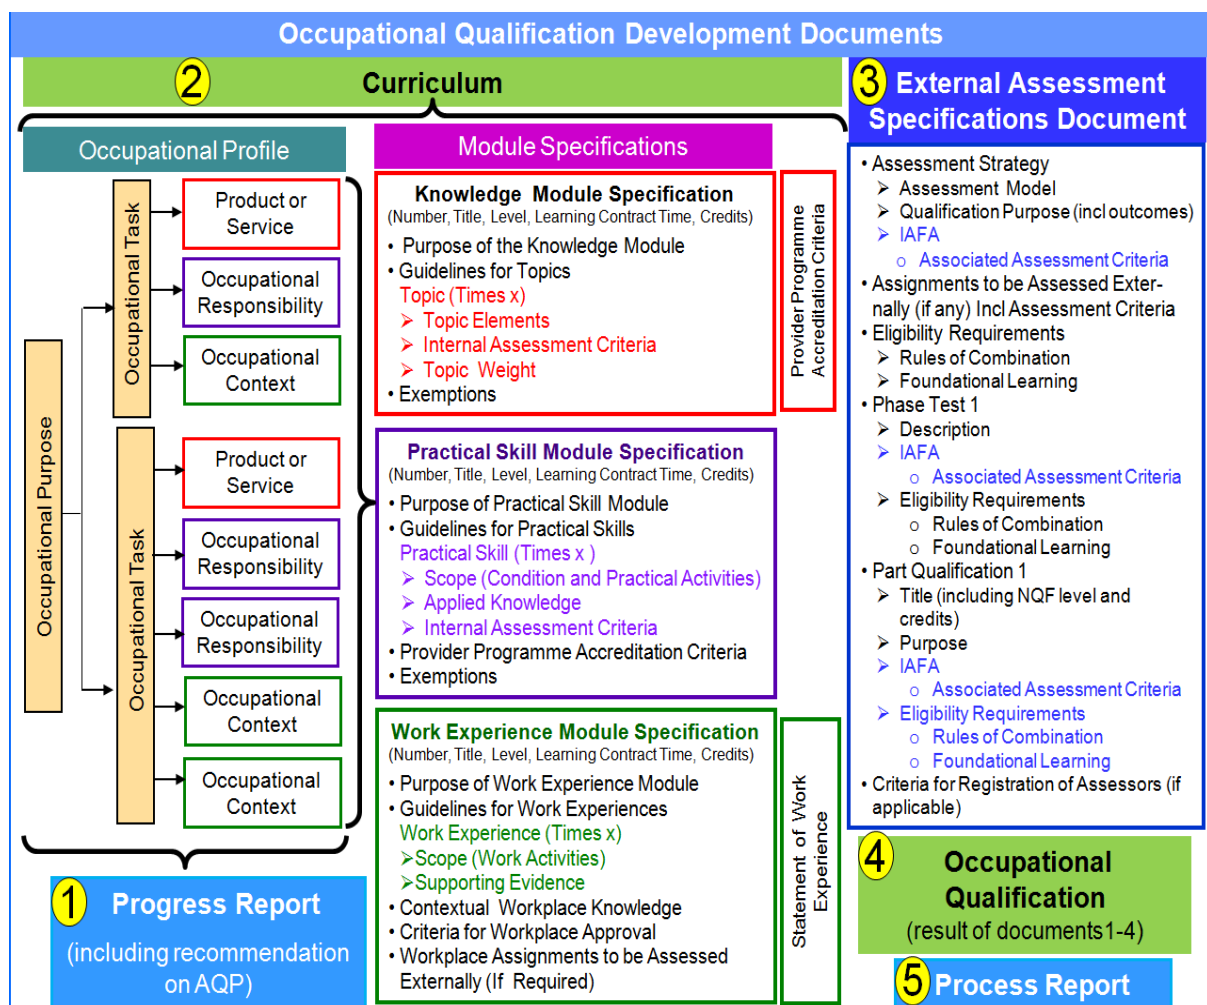 Occupational Qualification Development Documents
2
Curriculum
Occupational Profile
Occupational Purpose
Occupational Task
Product or
Service
Occupational
Responsibility
Occupational
Context
Occupational Task
Product or
Service
Occupational
Responsibility
Occupational
Responsibility
Occupational
Context
Occupational
Context
1
Progress Report
(including recommendation
on AQP)
Module Specifications
Knowledge Module Specification
(Number, Title, Level, Learning Contract Time, Credits)
• Purpose of the Knowledge Module
• Guidelines for Topics
Topic (Times x)
➢ Topic Elements
➢ Internal Assessment Criteria
➢ Topic Weight
• Exemptions
Provider Programme
Accreditation Criteria
Practical Skill Module Specification
(Number, Title, Level, Learning Contract Time, Credits)
• Purpose of Practical Skill Module
• Guidelines for Practical Skills
Practical Skill (Times x )
➢ Scope (Condition and Practical Activities)
➢ Applied Knowledge
➢ Internal Assessment Criteria
• Provider Programme Accreditation Criteria
• Exemptions
Work Experience Module Specification
(Number, Title, Level, Learning Contract Time, Credits)
• Purpose of Work Experience Module
• Guidelines for Work Experiences
Work Experience (Times x)
➢Scope (Work Activities)
➢Supporting Evidence
• Contextual Workplace Knowledge
• Criteria for Workplace Approval
• Workplace Assignments to be Assessed
Externally (If Required)
Statement of Work
Experience
3
External Assessment
Specifications Document
• Assessment Strategy
➢ Assessment Model
➢ Qualification Purpose (incl outcomes)
➢ IAFA
o Associated Assessment Criteria
• Assignments to be Assessed Exter-
nally (if any) Incl Assessment Criteria
• Eligibility Requirements
➢ Rules of Combination
➢ Foundational Learning
• Phase Test 1
➢ Description
➢ IAFA
o Associated Assessment Criteria
➢ Eligibility Requirements
o Rules of Combination
o Foundational Learning
• Part Qualification 1
➢ Title (including NQF level and
credits)
➢ Purpose
➢ IAFA
o Associated Assessment Criteria
➢ Eligibility Requirements
o Rules of Combination
o Foundational Learning
• Criteria for Registration of Assessors (if
applicable)
4
Occupational
Qualification
(result of documents1-4)
5
Process Report